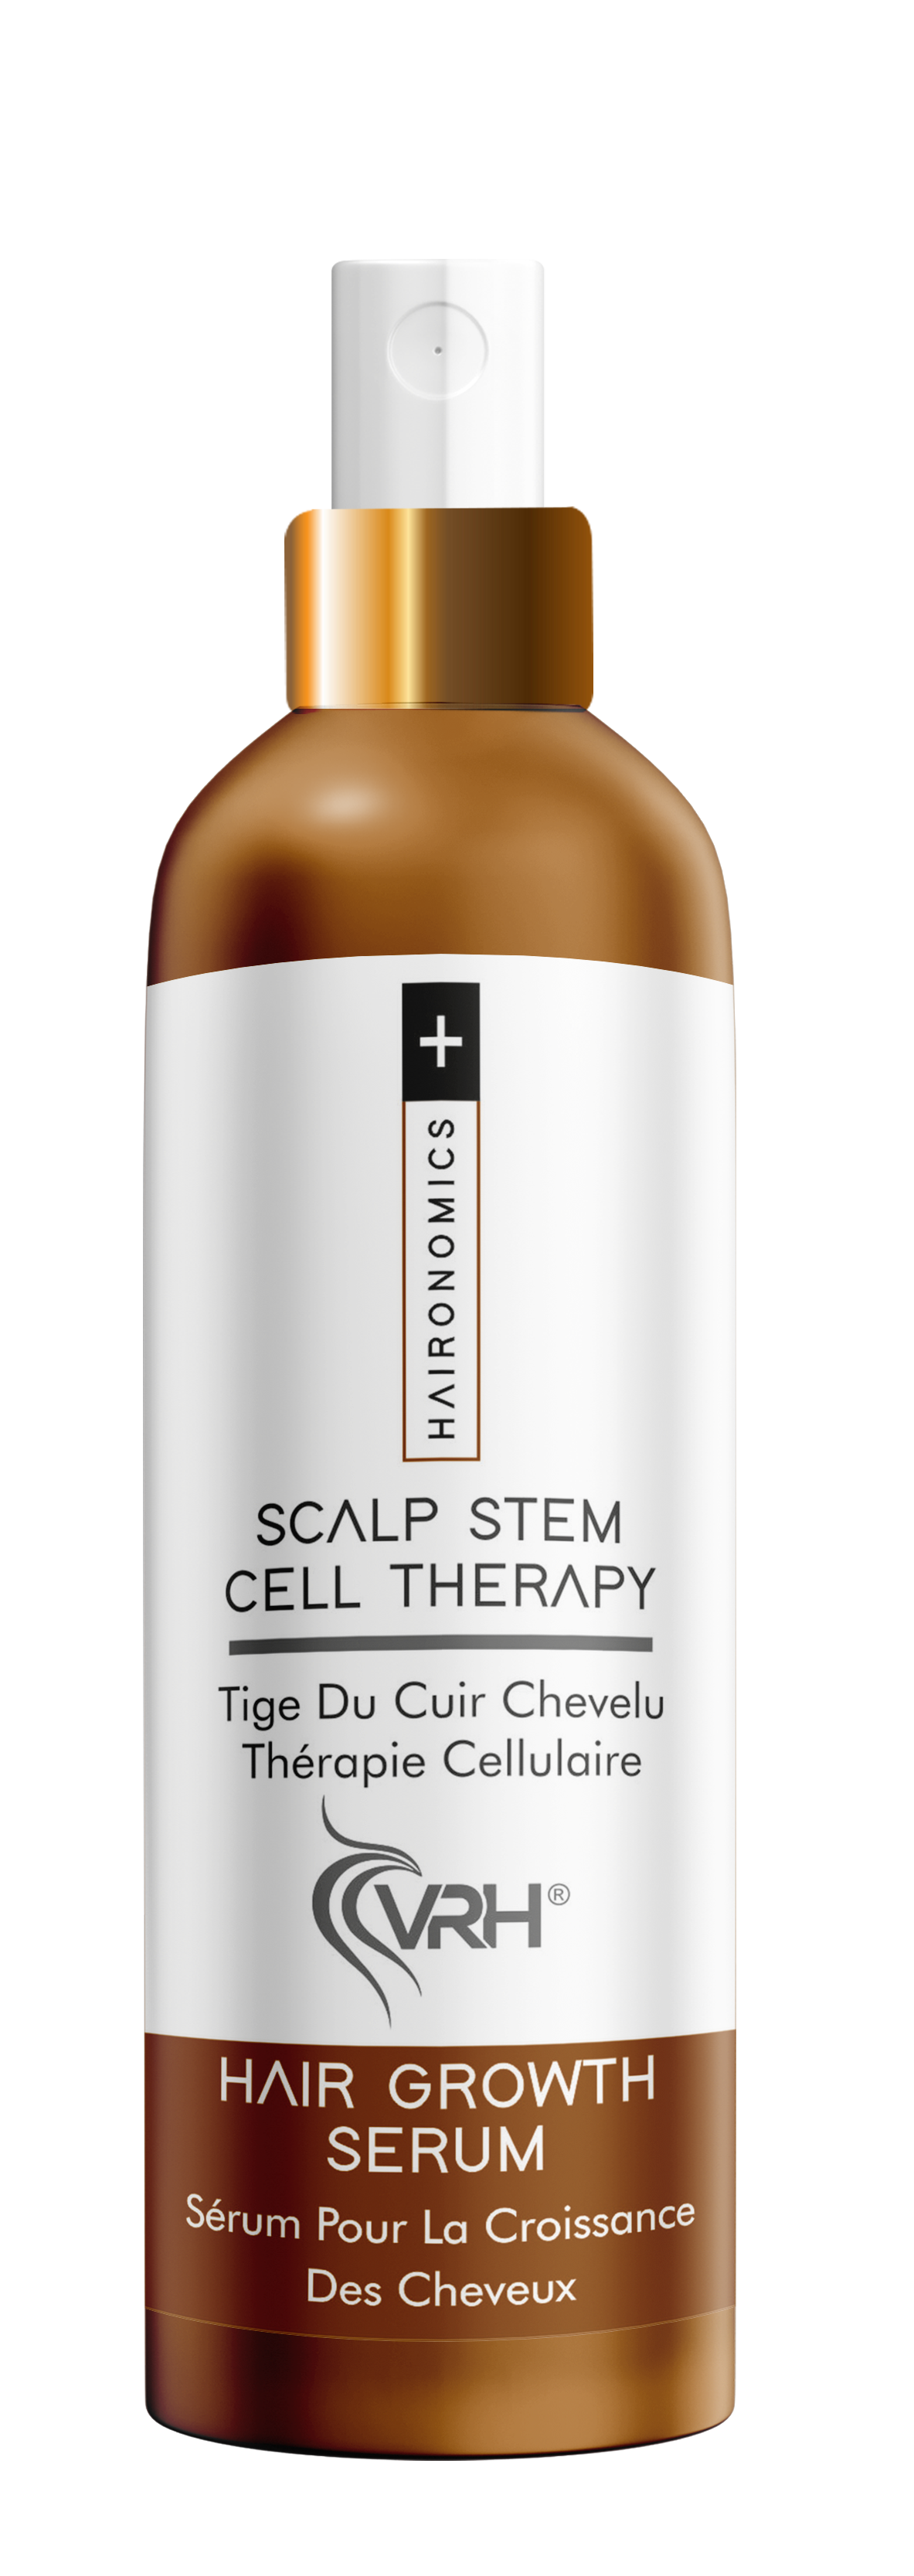 +
HAIRONOMICS
SCALP STEM
CELL THERAPY
Tige Du Cuir Chevelu
Thérapie Cellulaire
VRH®
HAIR GROWTH
SERUM
Sérum Pour La Croissance
Des Cheveux